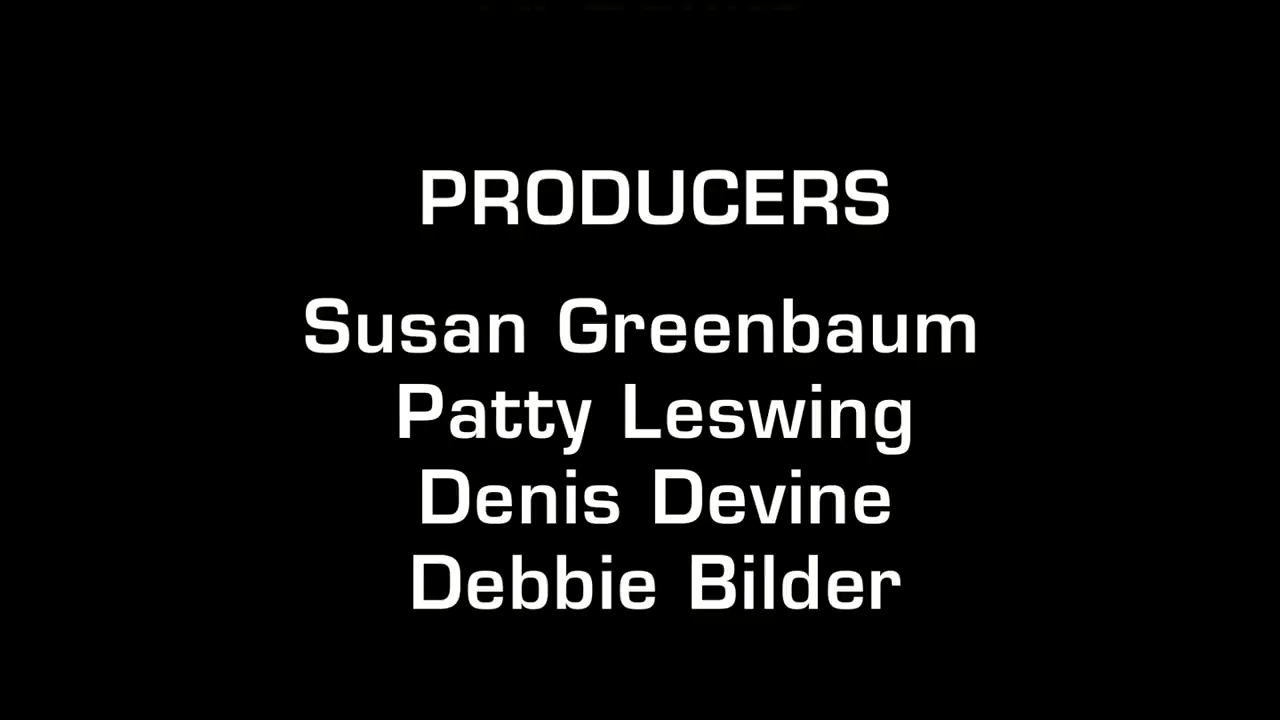 PRODUCERS
Susan Greenbaum
Patty Leswing
Denis Devine
Debbie Bilder